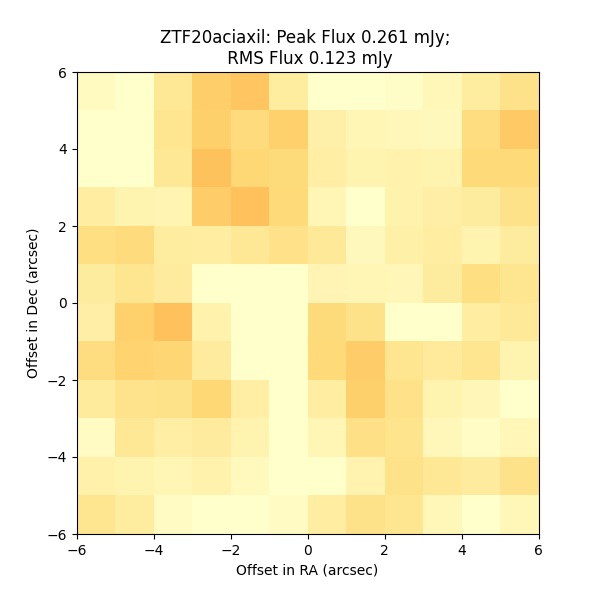 ZTF20aciaxil: Peak Flux 0.261 mJy;
RMS Flux 0.123 mJy
6
4
2
0
−2
−4
−6
Offset in Dec (arcsec)
−6 −4 −2 0 2 4 6
Offset in RA (arcsec)